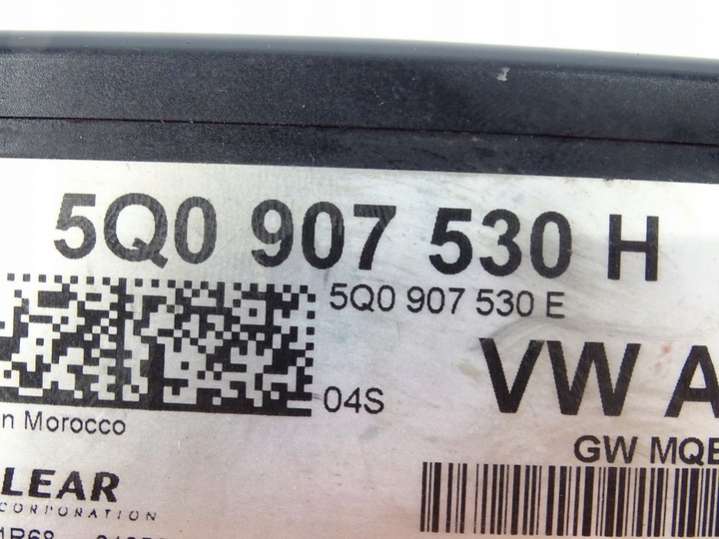 5Q0 907 530 H
5Q0 907 530 E
VW A
04S
n Morocco
GW MQB
LEAR
CORPORATION